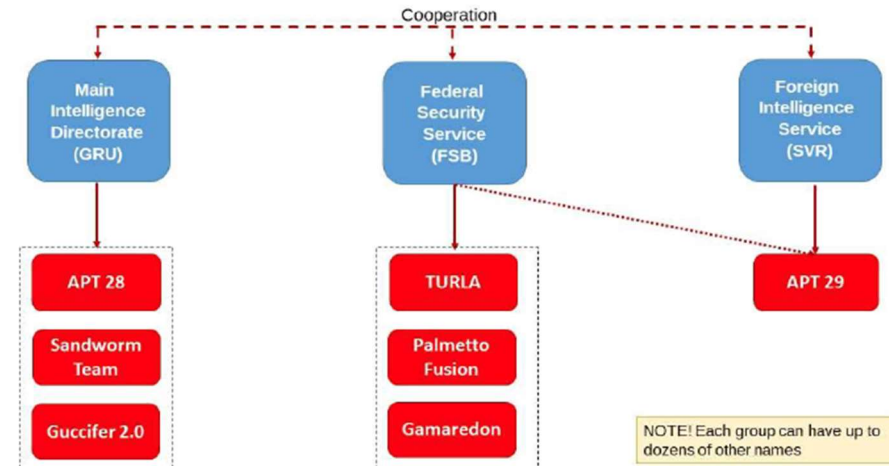 Cooperation
Main
Intelligence
Directorate
(GRU)
Federal
Security
Service
(FSB)
Foreign
Intelligence
Service
(SVR)
APT 28
Sandworm
Team
Guccifer 2.0
TURLA
Palmetto
Fusion
Gamaredon
APT 29
NOTE! Each group can have up to
dozens of other names